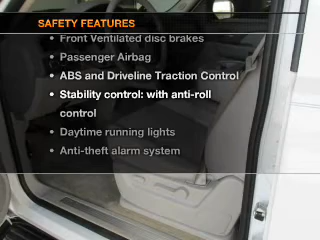 SAFETY FEATURES
• Front Ventilated disc brakes
• Passenger Airbag
• ABS and Driveline Traction Control
• Stability control: with anti-roll
control
• Daytime running lights
• Anti-theft alarm system